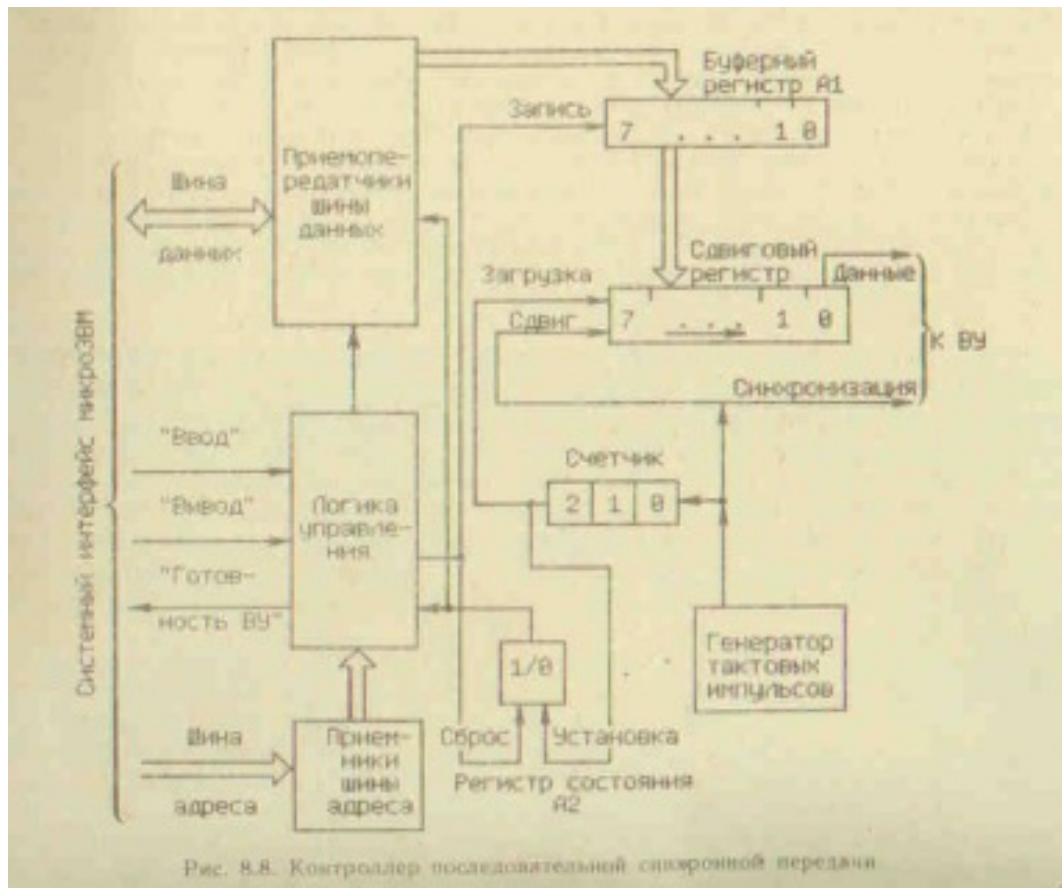 Буферный
регистр А1
Запись
7 . . . 1 0
Приемопе-
редатчики
шины
данных
Шина
данных
Сдвиговый
регистр
Загрузка
Данные
Сдвиг
7 . . . 1 0
К ВУ
Синхронизация
Системный интерфейс микроЭВМ
"Ввод"
"Вывод"
"Готов-
ность ВУ"
Логика
управле-
ния
Счетчик
2 1 0
1/0
Генератор
тактовых
импульсов
Сброс
Установка
Регистр состояния
А2
Шина
адреса
Прием-
ники
шины
адреса
Рис. 8.8. Контроллер последовательной синхронной передачи